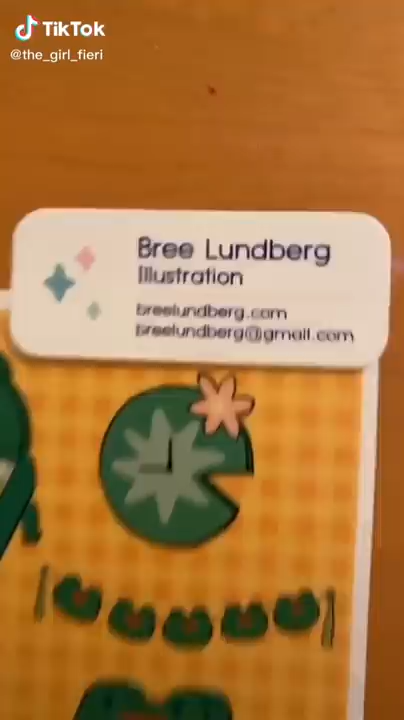 TikTok
@the_girl_fieri
Bree Lundberg
Illustration
breelundberg.com
breelundberg@gmail.com